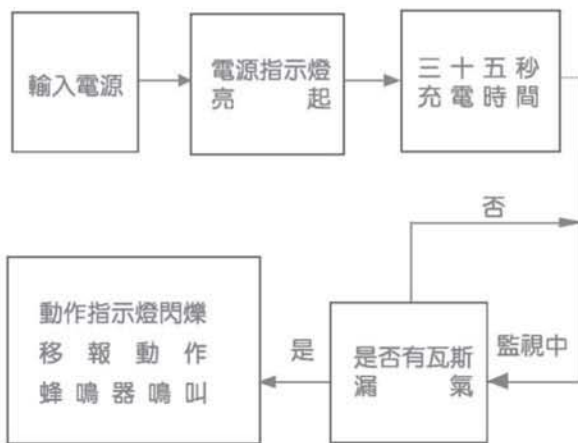 輸入電源
電源指示燈
亮起
三十五秒
充電時間
否
動作指示燈閃爍
移報動作
蜂鳴器鳴叫
是
是否有瓦斯
漏氣
監視中